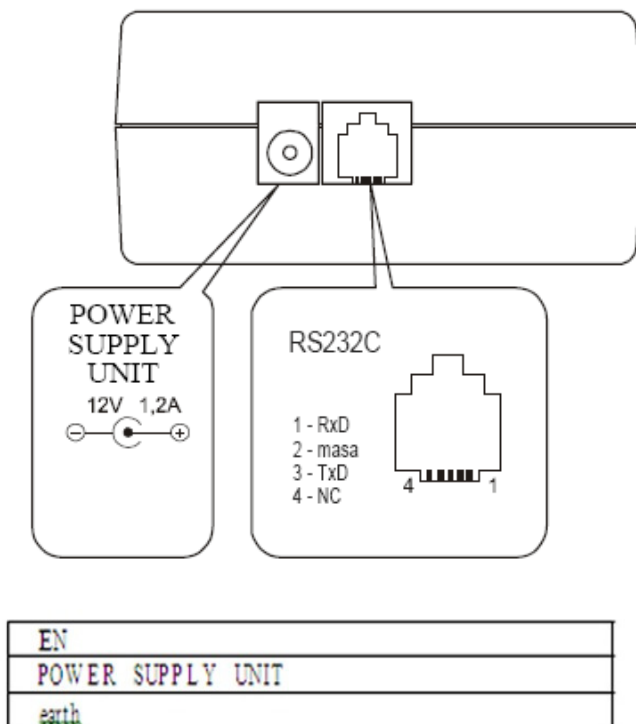 POWER
SUPPLY
UNIT
12V 1,2A
RS232C
1 - RxD
2 - masa
3 - TxD
4 - NC
4 1
EN
POWER SUPPLY UNIT
earth